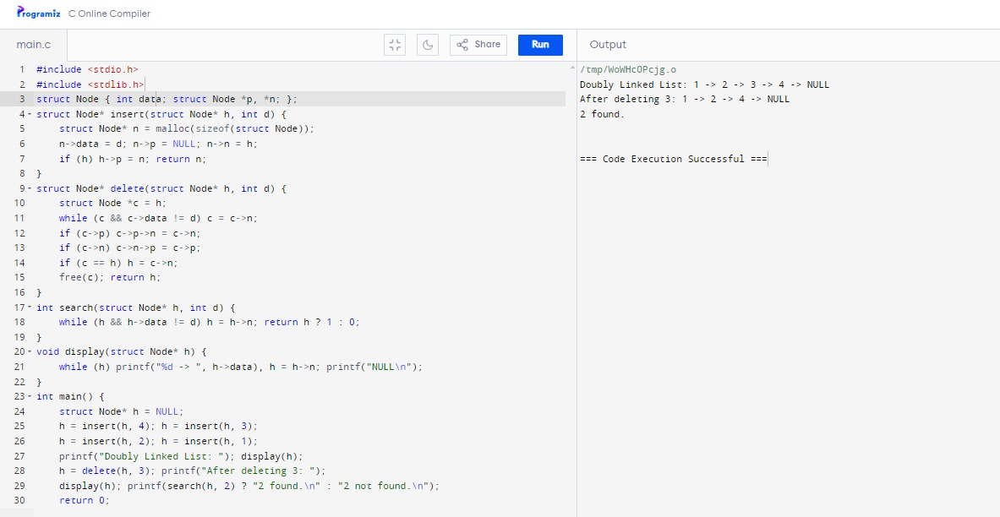 Programiz C Online Compiler
main.c Share Run Output
1 #include <stdio.h>
2 #include <stdlib.h>
3 struct Node { int data; struct Node *p, *n; };
4 struct Node* insert(struct Node* h, int d) {
5     struct Node* n = malloc(sizeof(struct Node));
6     n->data = d; n->p = NULL; n->n = h;
7     if (h) h->p = n; return n;
8 }
9 struct Node* delete(struct Node* h, int d) {
10     struct Node *c = h;
11     while (c && c->data != d) c = c->n;
12     if (c->p) c->p->n = c->n;
13     if (c->n) c->n->p = c->p;
14     if (c == h) h = c->n;
15     free(c); return h;
16 }
17 int search(struct Node* h, int d) {
18     while (h && h->data != d) h = h->n; return h ? 1 : 0;
19 }
20 void display(struct Node* h) {
21     while (h) printf("%d -> ", h->data), h = h->n; printf("NULL\n");
22 }
23 int main() {
24     struct Node* h = NULL;
25     h = insert(h, 4); h = insert(h, 3);
26     h = insert(h, 2); h = insert(h, 1);
27     printf("Doubly Linked List: "); display(h);
28     h = delete(h, 3); printf("After deleting 3: ");
29     display(h); printf(search(h, 2) ? "2 found.\n" : "2 not found.\n");
30     return 0;
/tmp/WoWHcOPcjg.o
Doubly Linked List: 1 -> 2 -> 3 -> 4 -> NULL
After deleting 3: 1 -> 2 -> 4 -> NULL
2 found.
=== Code Execution Successful ===